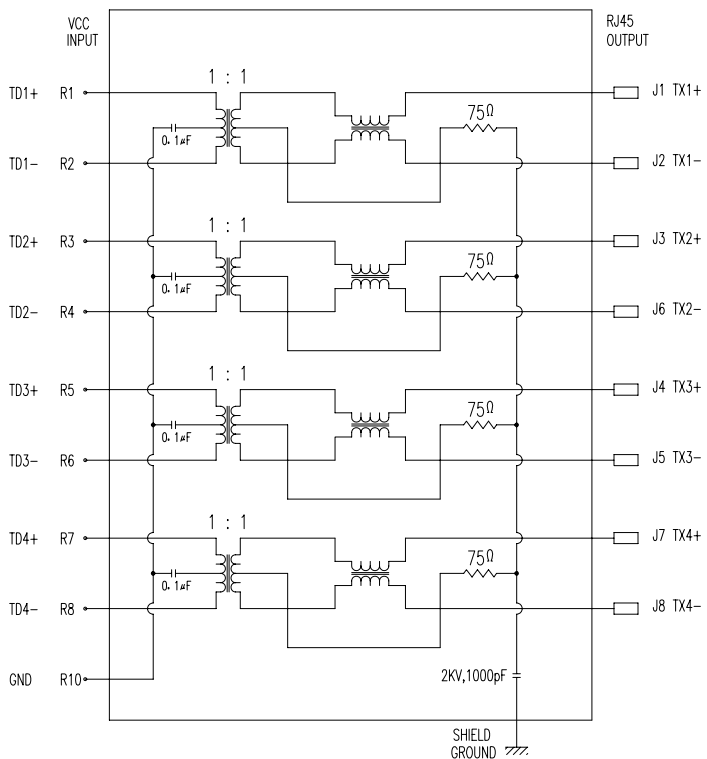 VCC
INPUT
RJ45
OUTPUT
1 : 1
TD1+ R1
J1 TX1+
75Ω
0.1μF
TD1- R2
J2 TX1-
1 : 1
TD2+ R3
J3 TX2+
75Ω
0.1μF
TD2- R4
J6 TX2-
1 : 1
TD3+ R5
J4 TX3+
75Ω
0.1μF
TD3- R6
J5 TX3-
1 : 1
TD4+ R7
J7 TX4+
75Ω
0.1μF
TD4- R8
J8 TX4-
GND R10
2KV,1000pF
SHIELD
GROUND